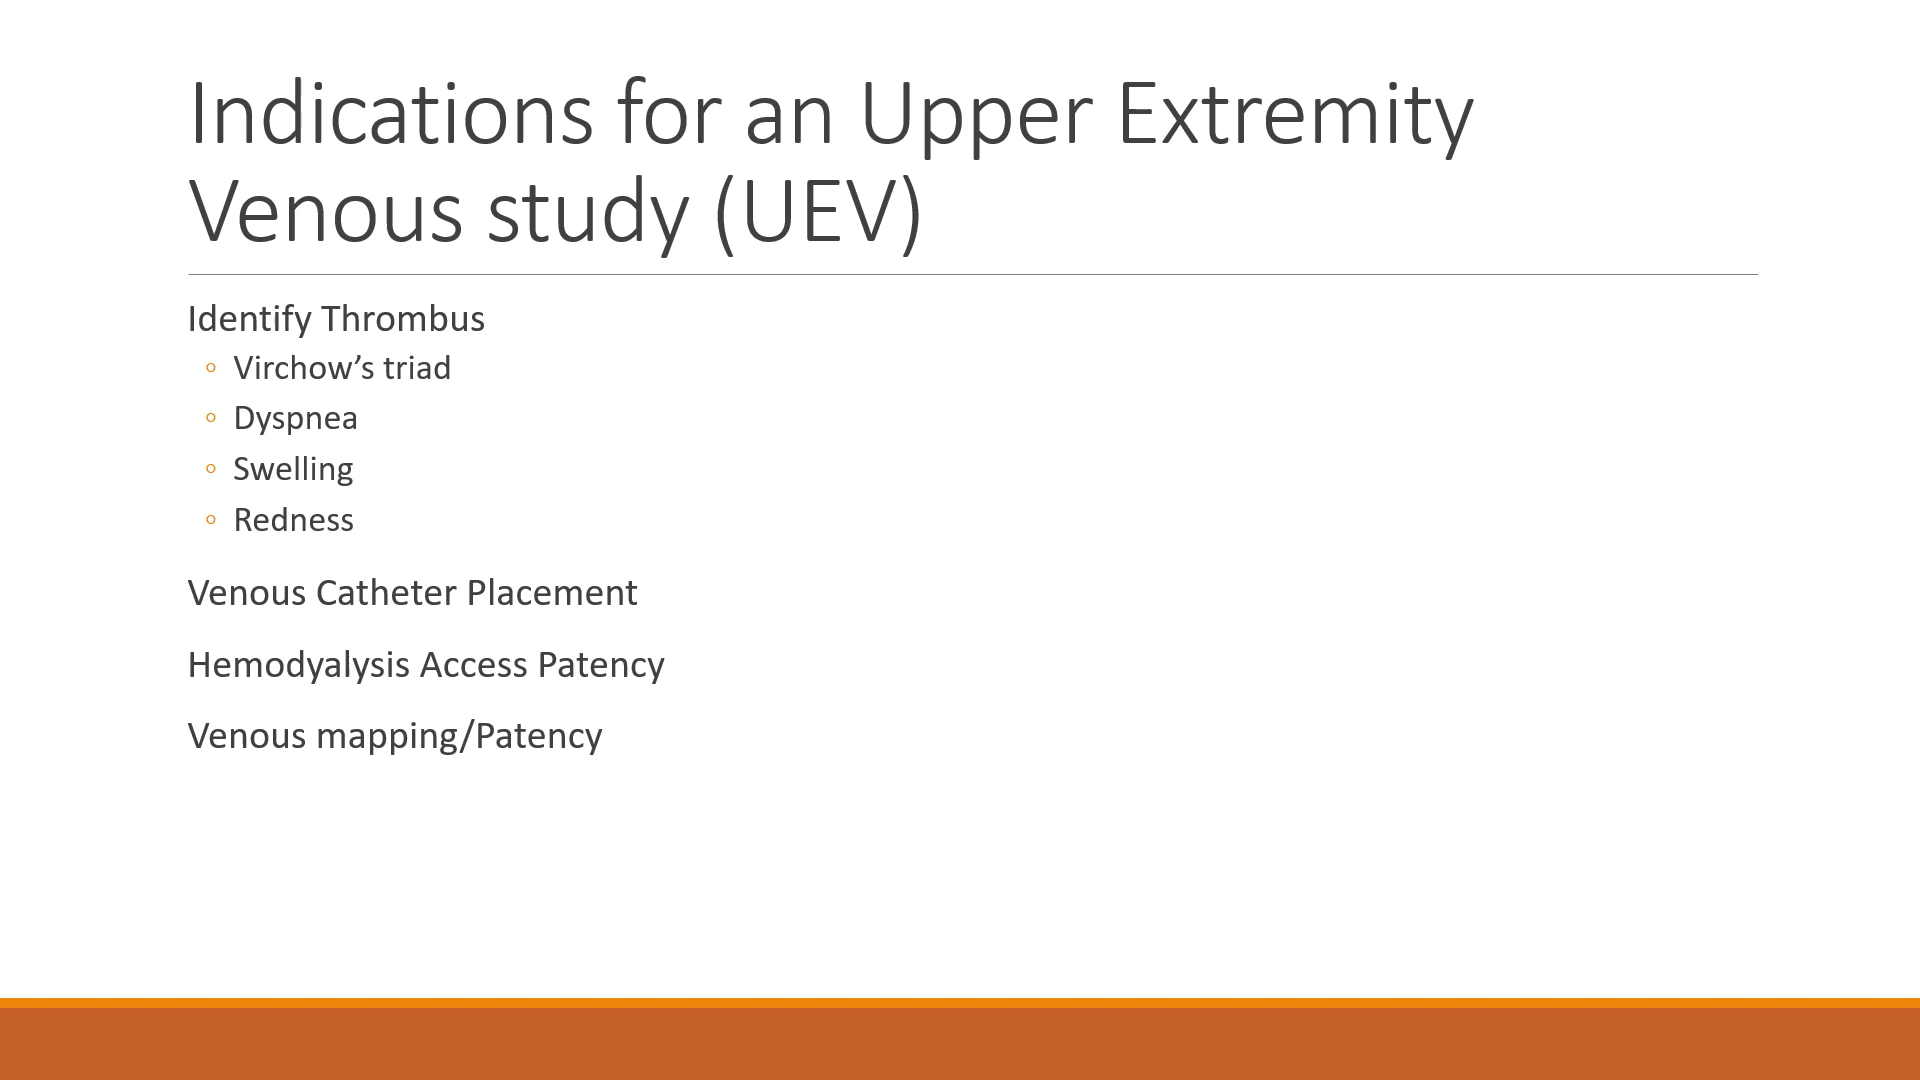 Indications for an Upper Extremity
Venous study (UEV)
Identify Thrombus
◦ Virchow’s triad
◦ Dyspnea
◦ Swelling
◦ Redness
Venous Catheter Placement
Hemodyalysis Access Patency
Venous mapping/Patency